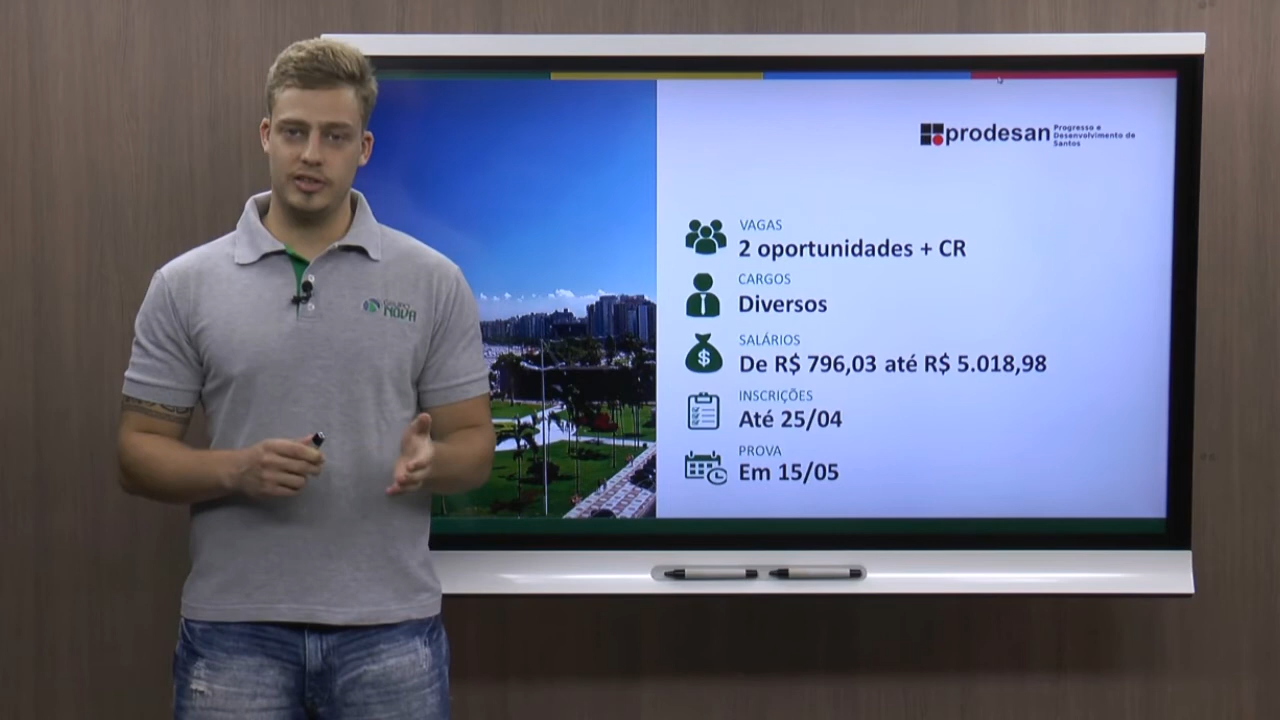 GRUPO
NOVA
prodesan
Progresso e
Desenvolvimento de
Santos
VAGAS
2 oportunidades + CR
CARGOS
Diversos
$
SALÁRIOS
De R$ 796,03 até R$ 5.018,98
INSCRIÇÕES
Até 25/04
PROVA
Em 15/05